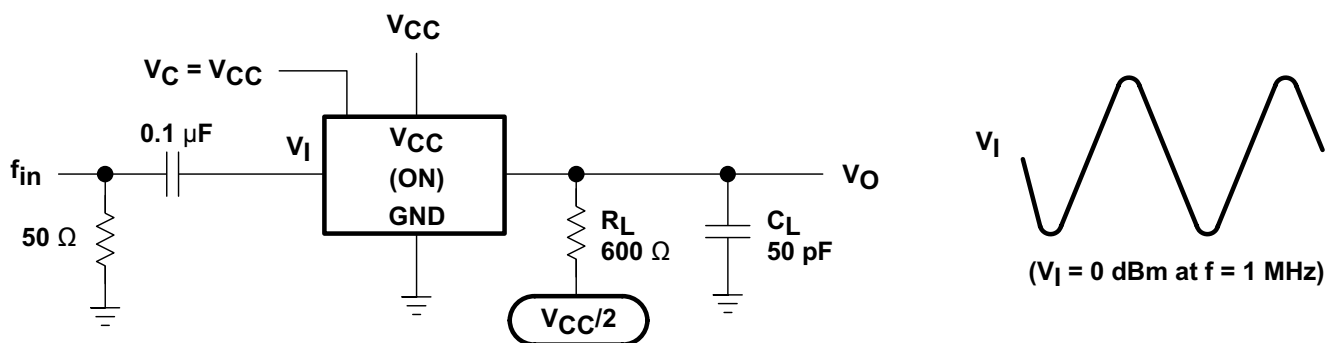 VCC
VC = VCC
0.1 µF
VI
VCC
(ON)
GND
fin
50 Ω
RL
600 Ω
CL
50 pF
VO
VCC/2
VI
(VI = 0 dBm at f = 1 MHz)